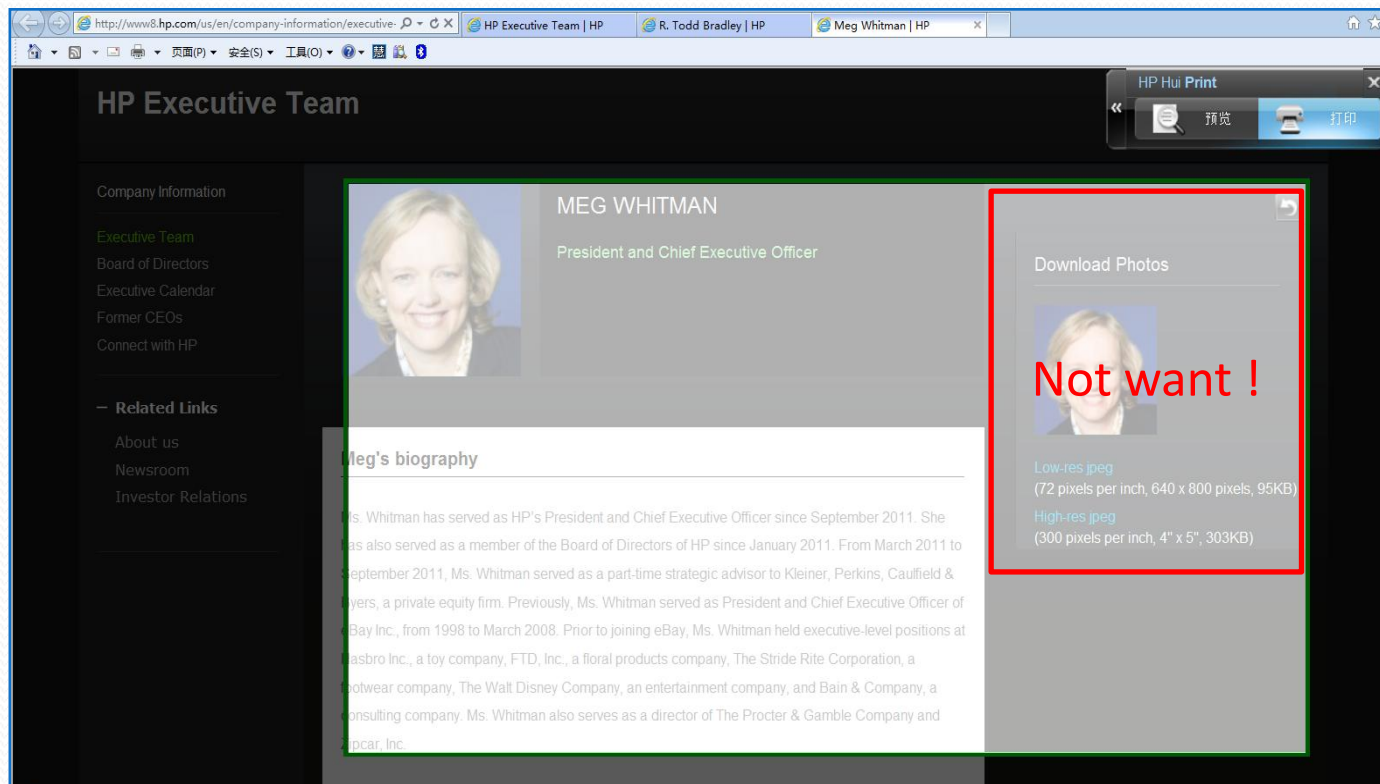 http://www8.hp.com/us/en/company-information/executive-
HP Executive Team | HP
R. Todd Bradley | HP
Meg Whitman | HP
页面(P)
安全(S)
工具(O)
HP Hui Print
预览
打印
HP Executive Team
Company Information
Executive Team
Board of Directors
Executive Calendar
Former CEOs
Connect with HP
– Related Links
About us
Newsroom
Investor Relations
MEG WHITMAN
President and Chief Executive Officer
Download Photos
Not want !
Low-res jpeg
(72 pixels per inch, 640 x 800 pixels, 95KB)
High-res jpeg
(300 pixels per inch, 4" x 5", 303KB)
Meg's biography
Ms. Whitman has served as HP's President and Chief Executive Officer since September 2011. She
has also served as a member of the Board of Directors of HP since January 2011. From March 2011 to
September 2011, Ms. Whitman served as a part-time strategic advisor to Kleiner, Perkins, Caulfield &
Byers, a private equity firm. Previously, Ms. Whitman served as President and Chief Executive Officer of
eBay Inc., from 1998 to March 2008. Prior to joining eBay, Ms. Whitman held executive-level positions at
Hasbro Inc., a toy company, FTD, Inc., a floral products company, The Stride Rite Corporation, a
footwear company, The Walt Disney Company, an entertainment company, and Bain & Company, a
consulting company. Ms. Whitman also serves as a director of The Procter & Gamble Company and
Zipcar, Inc.